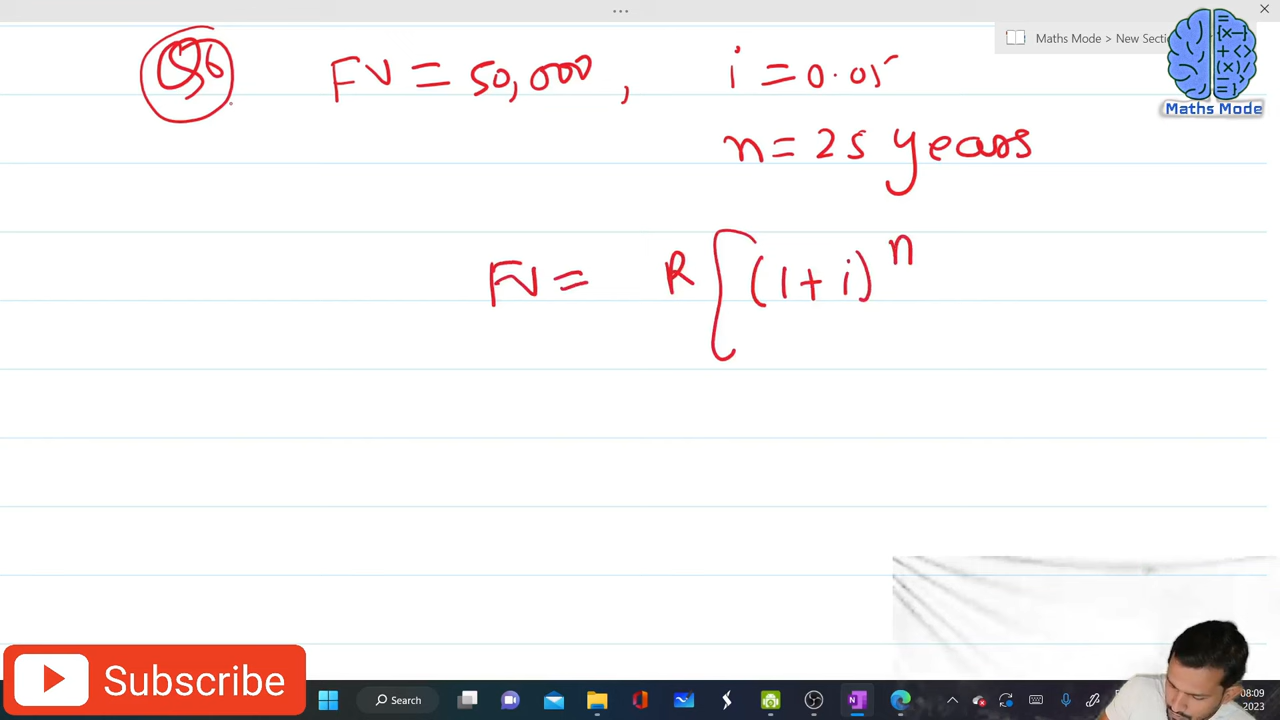 ...
Maths Mode > New Secti
Q6 FV = 50,000, i = 0.05
Maths Mode
n = 25 years
FV = R [(1 + i)^n
Subscribe
Search
08:09
2023